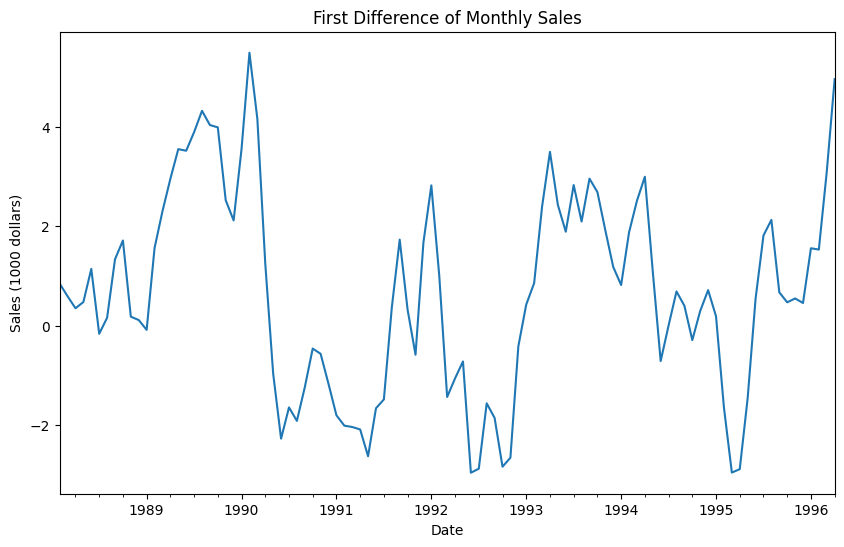 First Difference of Monthly Sales
Sales (1000 dollars)
4
2
0
−2
1989 1990 1991 1992 1993 1994 1995 1996
Date